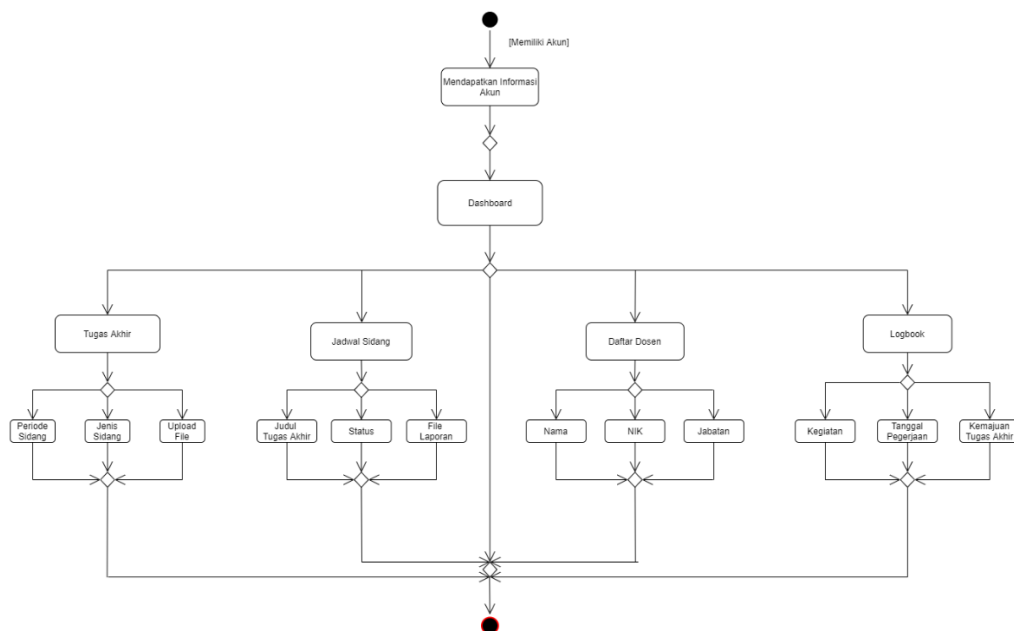 [Memiliki Akun]
Mendapatkan Informasi
Akun
Dashboard
Tugas Akhir
Jadwal Sidang
Daftar Dosen
Logbook
Periode
Sidang
Jenis
Sidang
Upload
File
Judul
Tugas Akhir
Status
File
Laporan
Nama
NIK
Jabatan
Kegiatan
Tanggal
Pegerjaan
Kemajuan
Tugas Akhir